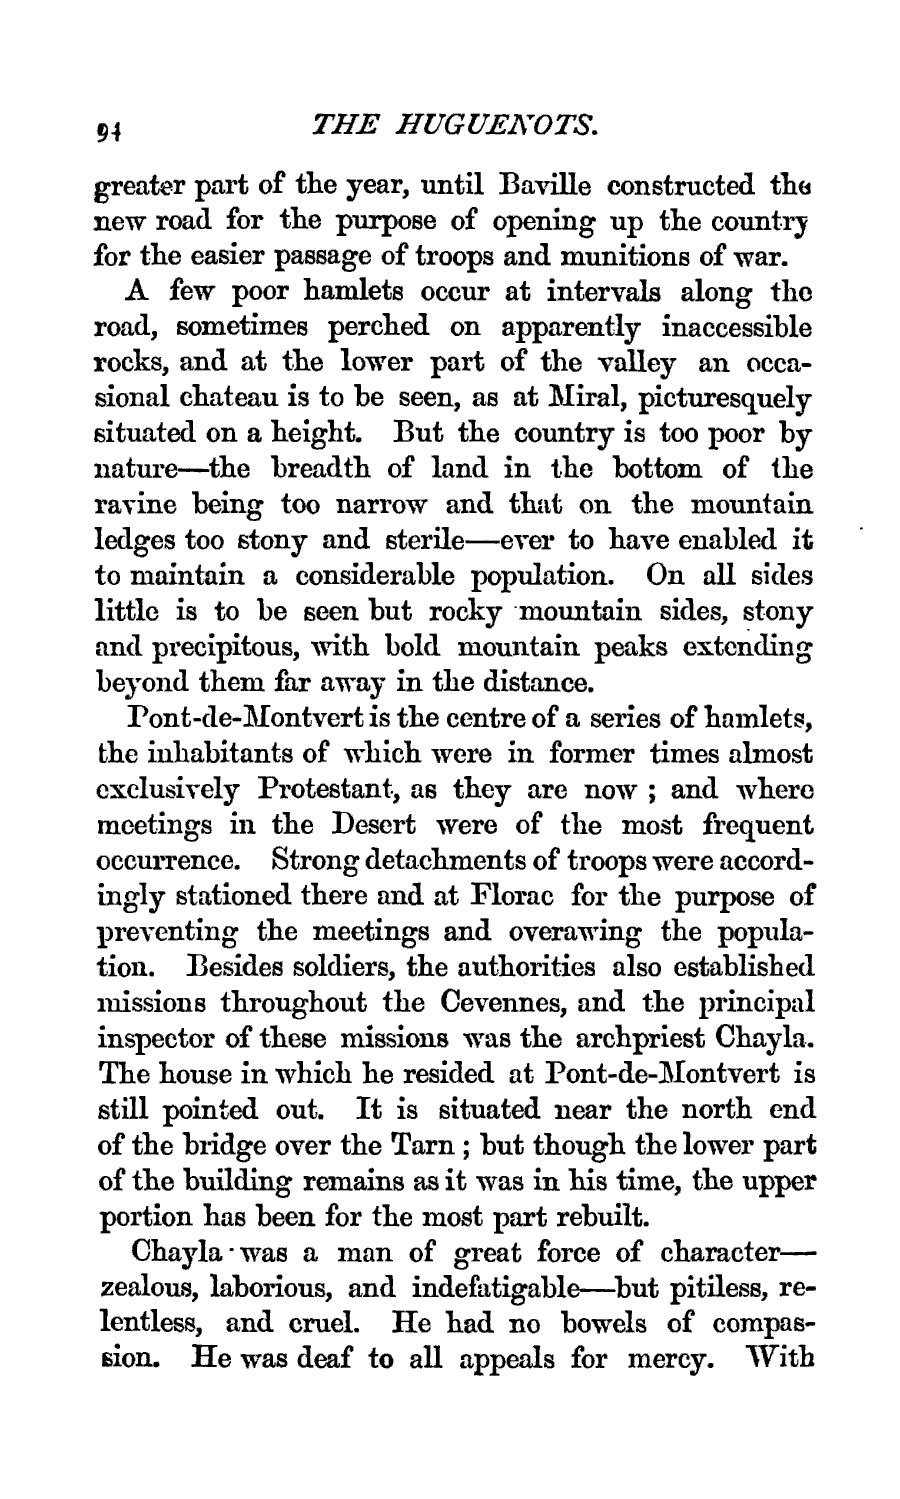 94 THE HUGUENOTS.
greater part of the year, until Baville constructed the
new road for the purpose of opening up the country
for the easier passage of troops and munitions of war.
A few poor hamlets occur at intervals along the
road, sometimes perched on apparently inaccessible
rocks, and at the lower part of the valley an occa-
sional chateau is to be seen, as at Miral, picturesquely
situated on a height. But the country is too poor by
nature—the breadth of land in the bottom of the
ravine being too narrow and that on the mountain
ledges too stony and sterile—ever to have enabled it
to maintain a considerable population. On all sides
little is to be seen but rocky mountain sides, stony
and precipitous, with bold mountain peaks extending
beyond them far away in the distance.
Pont-de-Montvert is the centre of a series of hamlets,
the inhabitants of which were in former times almost
exclusively Protestant, as they are now ; and where
meetings in the Desert were of the most frequent
occurrence. Strong detachments of troops were accord-
ingly stationed there and at Florac for the purpose of
preventing the meetings and overawing the popula-
tion. Besides soldiers, the authorities also established
missions throughout the Cevennes, and the principal
inspector of these missions was the archpriest Chayla.
The house in which he resided at Pont-de-Montvert is
still pointed out. It is situated near the north end
of the bridge over the Tarn ; but though the lower part
of the building remains as it was in his time, the upper
portion has been for the most part rebuilt.
Chayla was a man of great force of character—
zealous, laborious, and indefatigable—but pitiless, re-
lentless, and cruel. He had no bowels of compas-
sion. He was deaf to all appeals for mercy. With